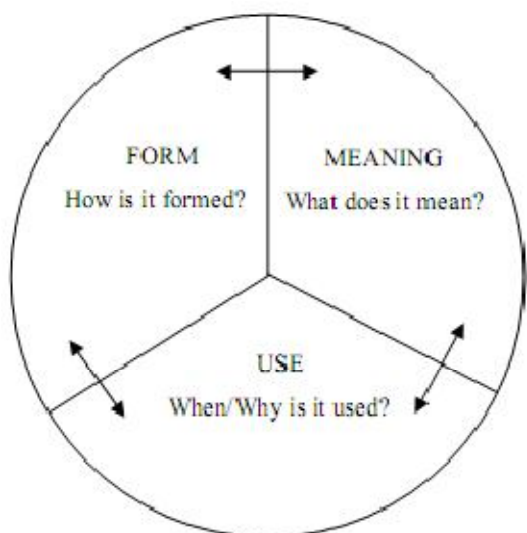 FORM
How is it formed?
MEANING
What does it mean?
USE
When/Why is it used?